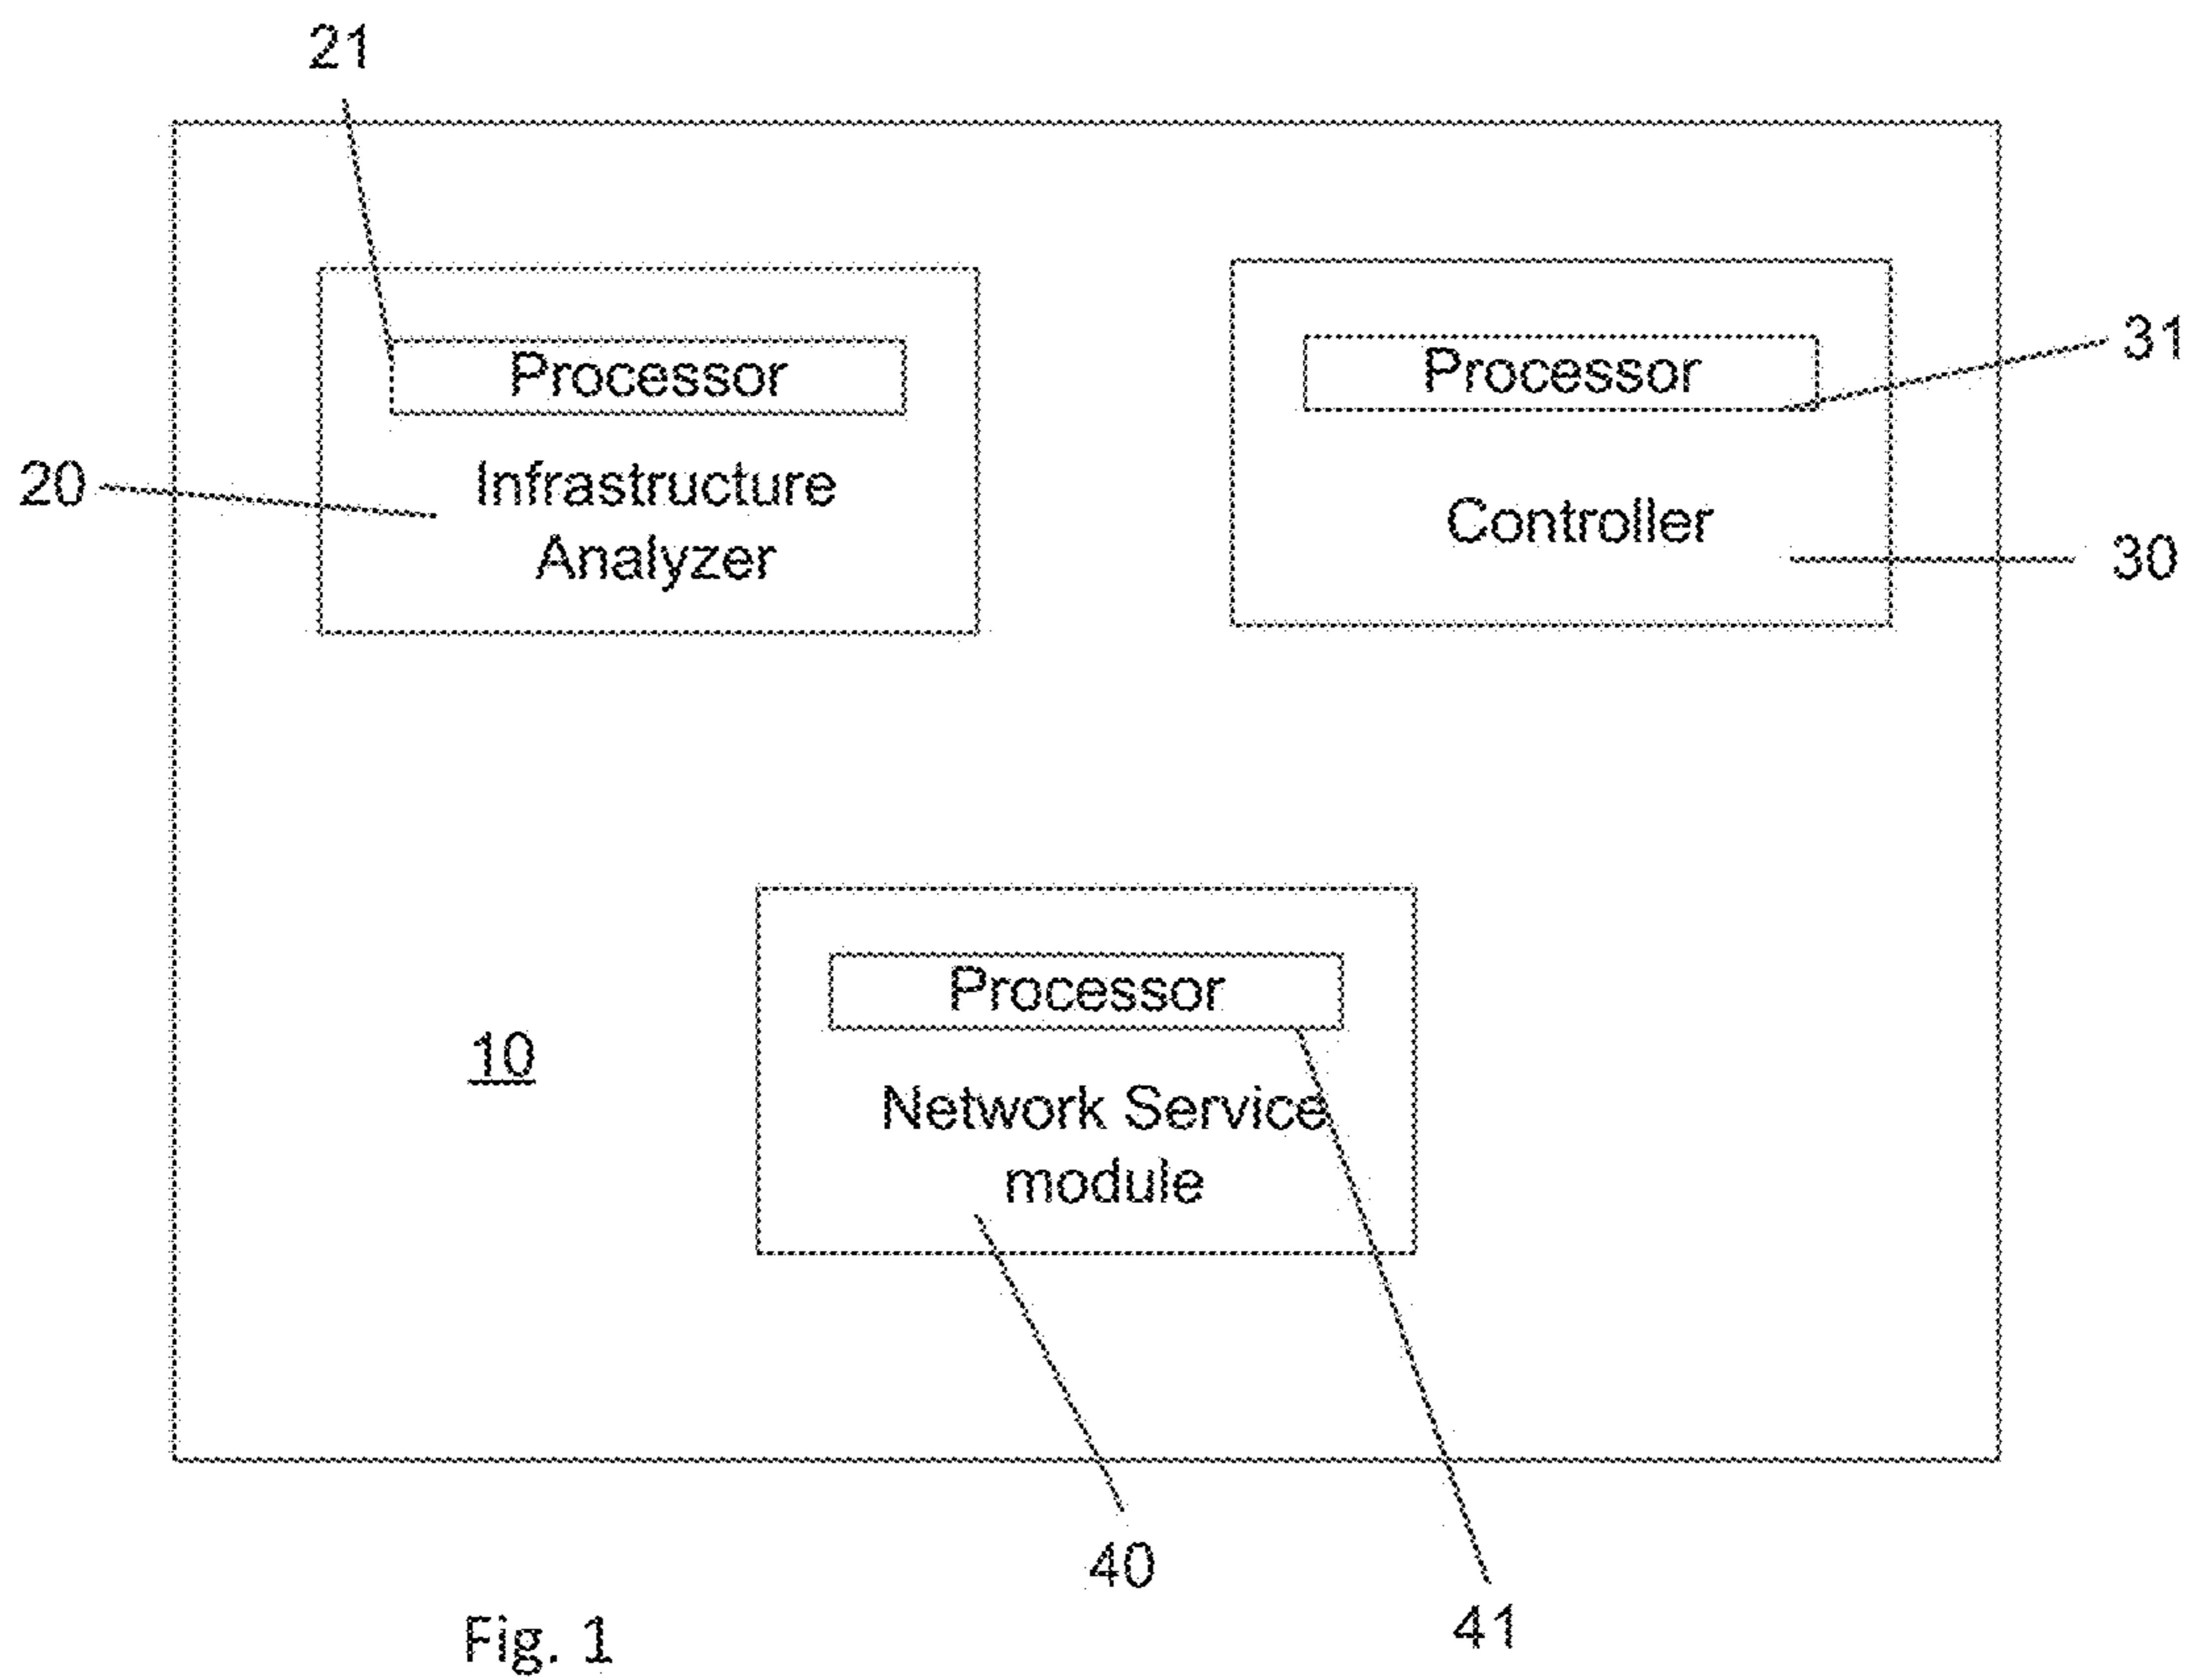 21
Processor
Processor
31
20
Infrastructure
Analyzer
Controller
30
Processor
10
Network Service
module
40
41
Fig. 1